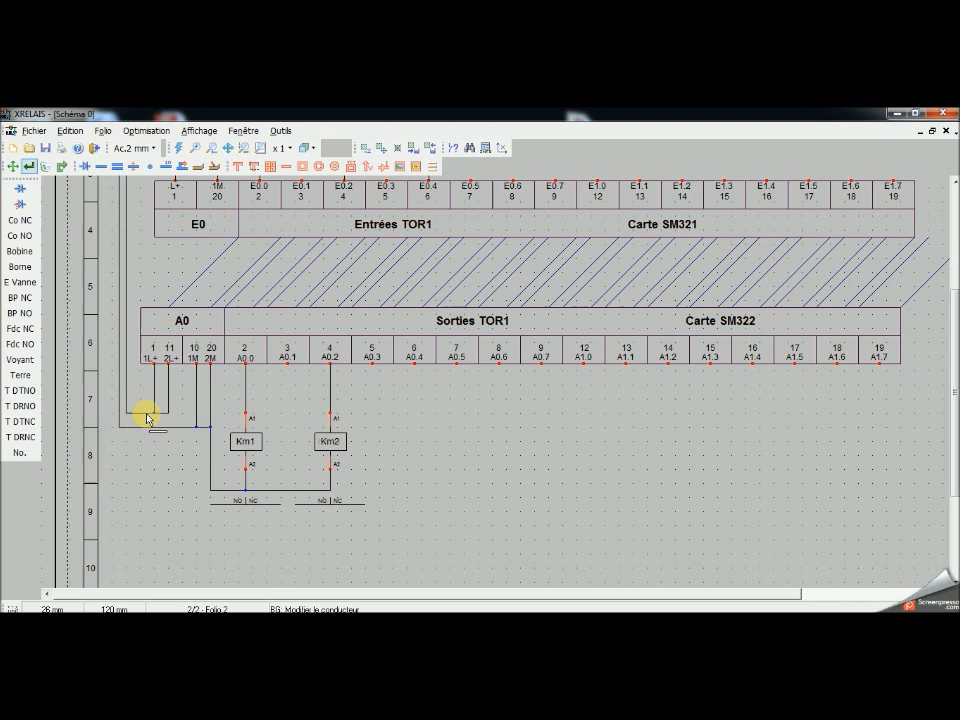 XRELAIS - [Schéma 0]
Fichier Edition Folio Optimisation Affichage Fenêtre Outils
Ac.2 mm x 1
L+ 1M E0.0 E0.1 E0.2 E0.3 E0.4 E0.5 E0.6 E0.7 E1.0 E1.1 E1.2 E1.3 E1.4 E1.5 E1.6 E1.7
1 20 2 3 4 5 6 7 8 9 12 13 14 15 16 17 18 19
E0 Entrées TOR1 Carte SM321
A0 Sorties TOR1 Carte SM322
1 11 10 20 2 3 4 5 6 7 8 9 12 13 14 15 18 19
1L+ 2L+ 1M 2M A0.0 A0.1 A0.2 A0.3 A0.4 A0.5 A0.6 A0.7 A1.0 A1.1 A1.2 A1.3 A1.4 A1.5 A1.6 A1.7
A1 A1
Km1 Km2
A2 A2
NO | NC NO | NC
4
5
6
7
8
9
10
Co NC
Co NO
Bobine
Borne
E Vanne
BP NC
BP NO
Fdc NC
Fdc NO
Voyant
Terre
T DTNO
T DRNO
T DTNC
T DRNC
No.
26 mm 120 mm 2/2 - Folio 2 BG: Modifier le conducteur
Screenpresso
.com